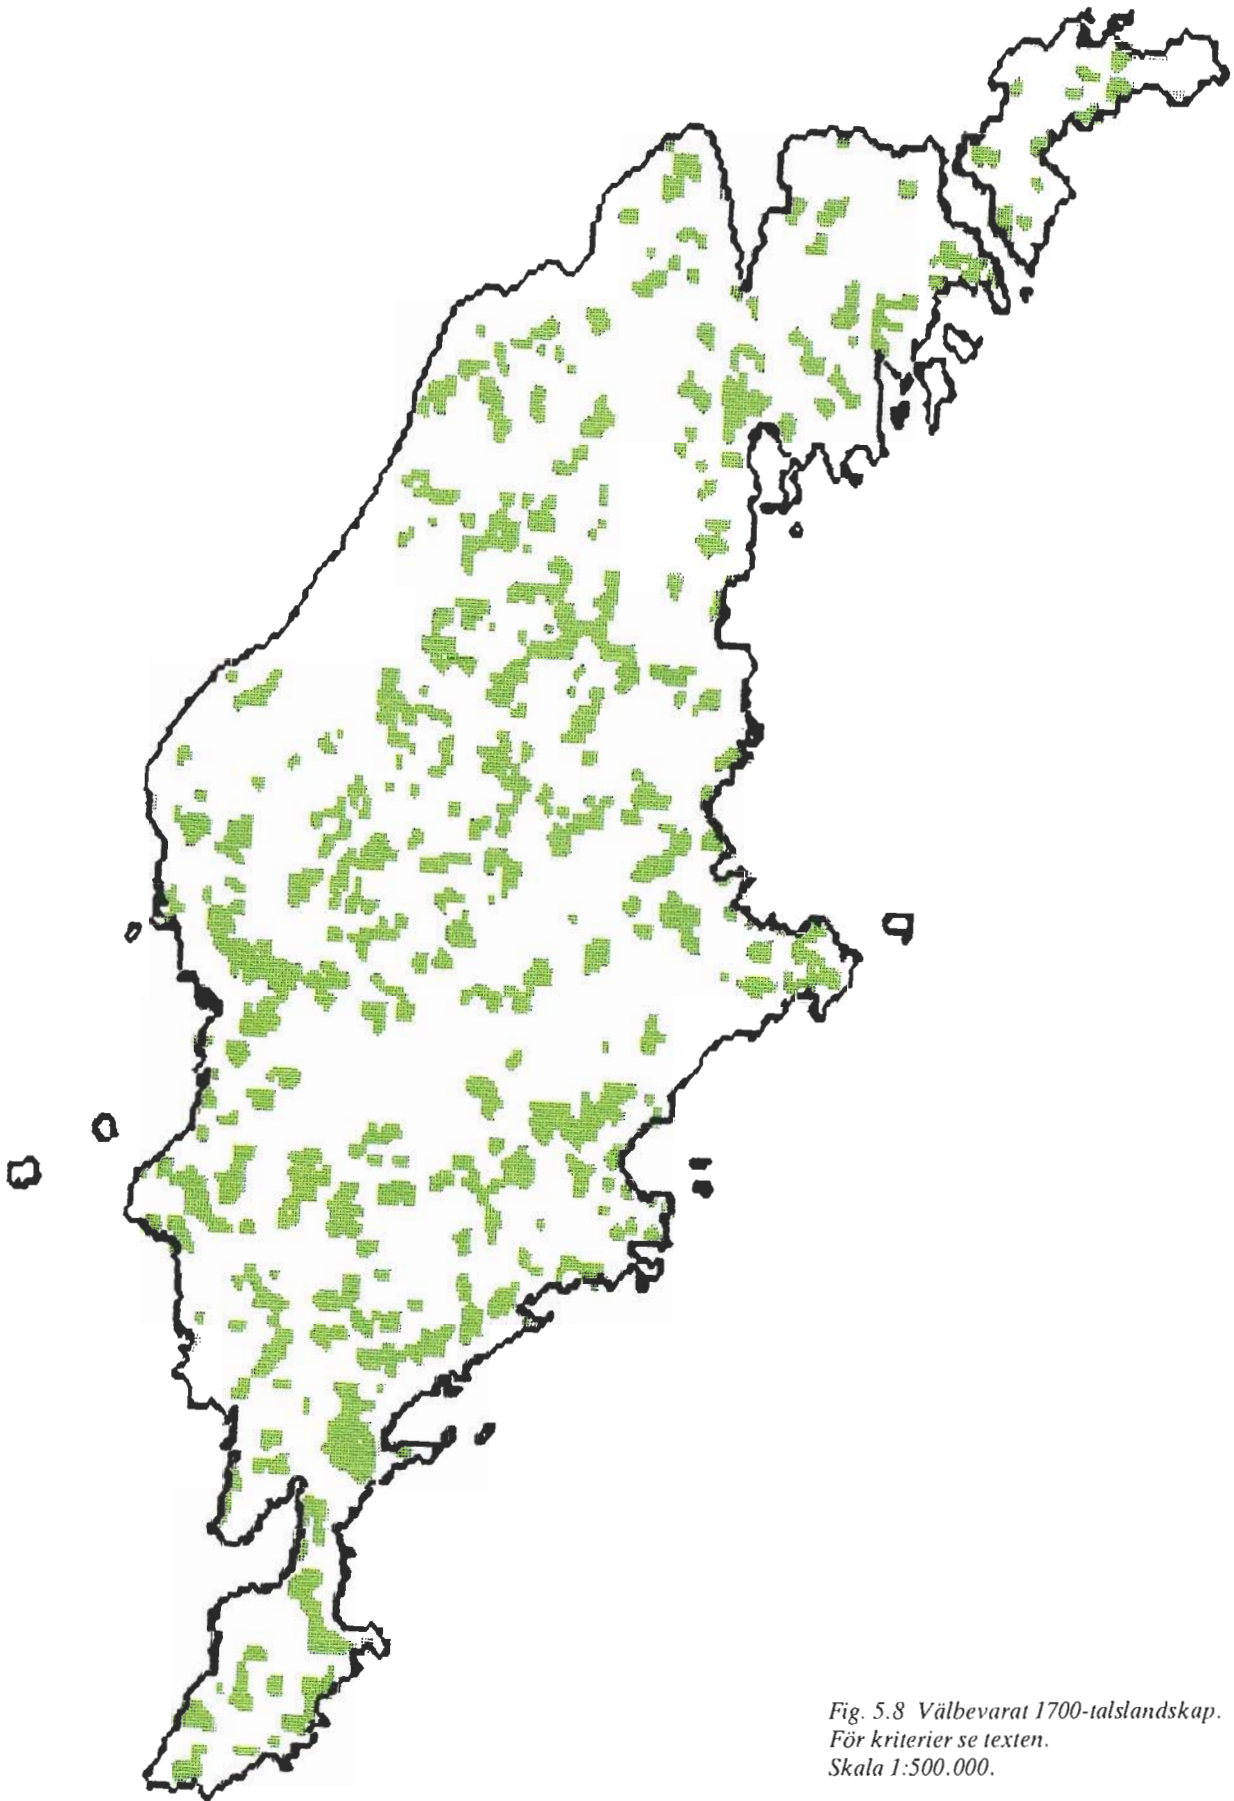 Fig. 5.8 Välbevarat 1700-talslandskap.
För kriterier se texten.
Skala 1:500.000.